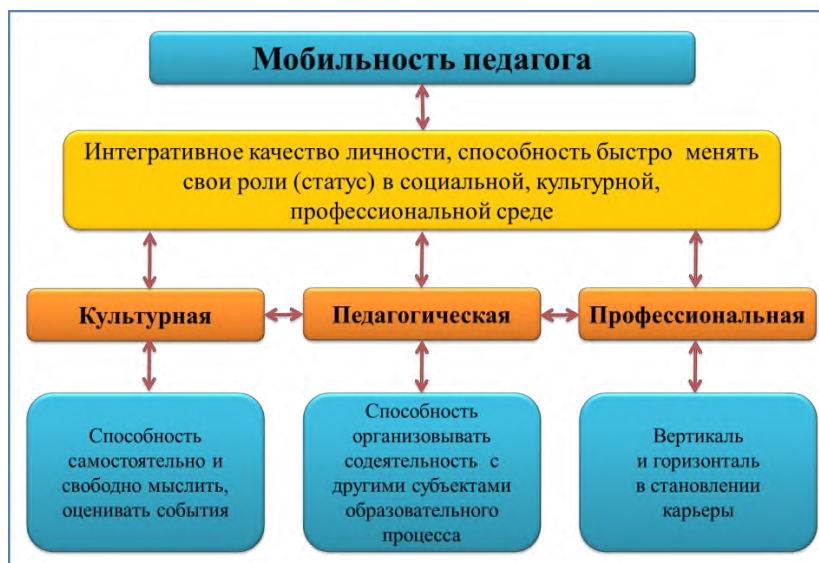 Мобильность педагога
Интегративное качество личности, способность быстро менять
свои роли (статус) в социальной, культурной,
профессиональной среде
Культурная
Педагогическая
Профессиональная
Способность
самостоятельно и
свободно мыслить,
оценивать события
Способность
организовывать
содеятельность с
другими субъектами
образовательного
процесса
Вертикаль
и горизонталь
в становлении
карьеры